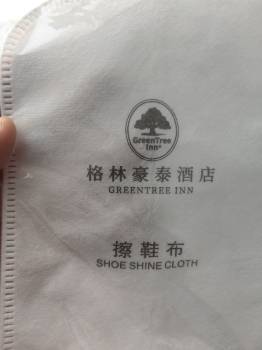 GreenTree
Inn®
格林豪泰酒店
GREENTREE INN
擦鞋布
SHOE SHINE CLOTH